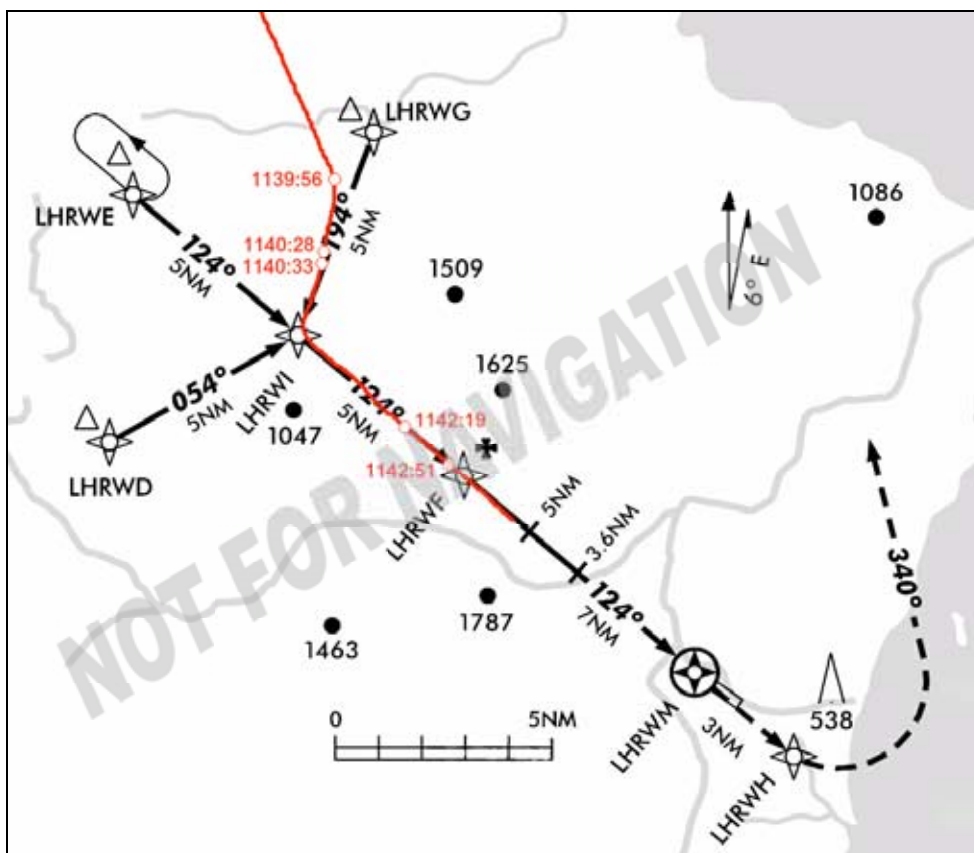 LHRWG
1139:56
LHRWE
194°
5NM
1086
1140:28
1140:33
124°
5NM
1509
6° E
1625
054°
5NM
LHRWI
124°
5NM
1047
1142:19
LHRWD
1142:51
LHRWF
5NM
3.6NM
340°
1787
124°
7NM
1463
0
5NM
LHRWM
3NM
538
LHRWH
NOT FOR NAVIGATION